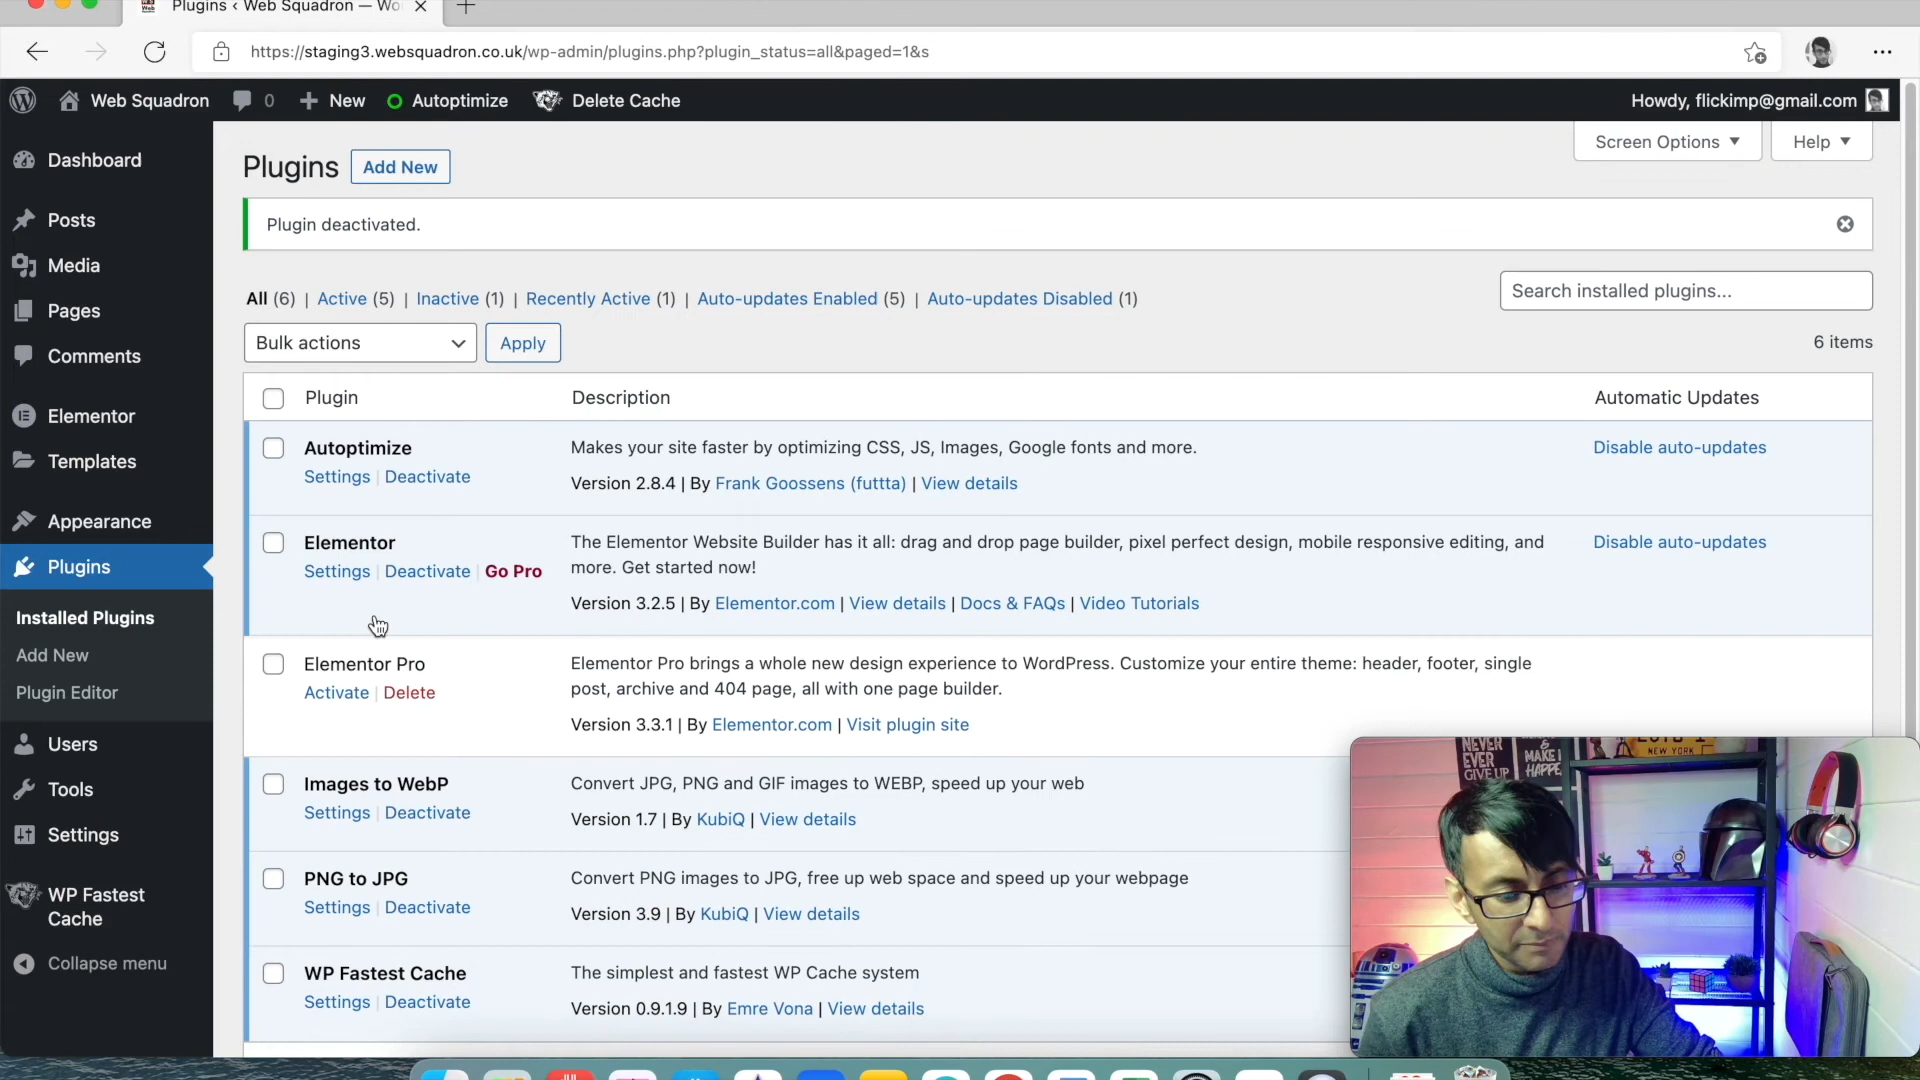 Plugins < Web Squadron — Wo
https://staging3.websquadron.co.uk/wp-admin/plugins.php?plugin_status=all&paged=1&s
Web Squadron 0 New Autoptimize Delete Cache Howdy, flickimp@gmail.com
Screen Options Help
Dashboard
Posts
Media
Pages
Comments
Elementor
Templates
Appearance
Plugins
Installed Plugins
Add New
Plugin Editor
Users
Tools
Settings
WP Fastest
Cache
Collapse menu
Plugins Add New
Plugin deactivated.
All (6) | Active (5) | Inactive (1) | Recently Active (1) | Auto-updates Enabled (5) | Auto-updates Disabled (1)
Search installed plugins...
Bulk actions Apply
6 items
Plugin Description Automatic Updates
Autoptimize
Settings | Deactivate
Makes your site faster by optimizing CSS, JS, Images, Google fonts and more.
Version 2.8.4 | By Frank Goossens (futtta) | View details
Disable auto-updates
Elementor
Settings | Deactivate | Go Pro
The Elementor Website Builder has it all: drag and drop page builder, pixel perfect design, mobile responsive editing, and
more. Get started now!
Version 3.2.5 | By Elementor.com | View details | Docs & FAQs | Video Tutorials
Disable auto-updates
Elementor Pro
Activate | Delete
Elementor Pro brings a whole new design experience to WordPress. Customize your entire theme: header, footer, single
post, archive and 404 page, all with one page builder.
Version 3.3.1 | By Elementor.com | Visit plugin site
Images to WebP
Settings | Deactivate
Convert JPG, PNG and GIF images to WEBP, speed up your web
Version 1.7 | By KubiQ | View details
PNG to JPG
Settings | Deactivate
Convert PNG images to JPG, free up web space and speed up your webpage
Version 3.9 | By KubiQ | View details
WP Fastest Cache
Settings | Deactivate
The simplest and fastest WP Cache system
Version 0.9.1.9 | By Emre Vona | View details
NEVER
EVER
GIVE UP
&
MAKE I
HAPPE
NEW YORK